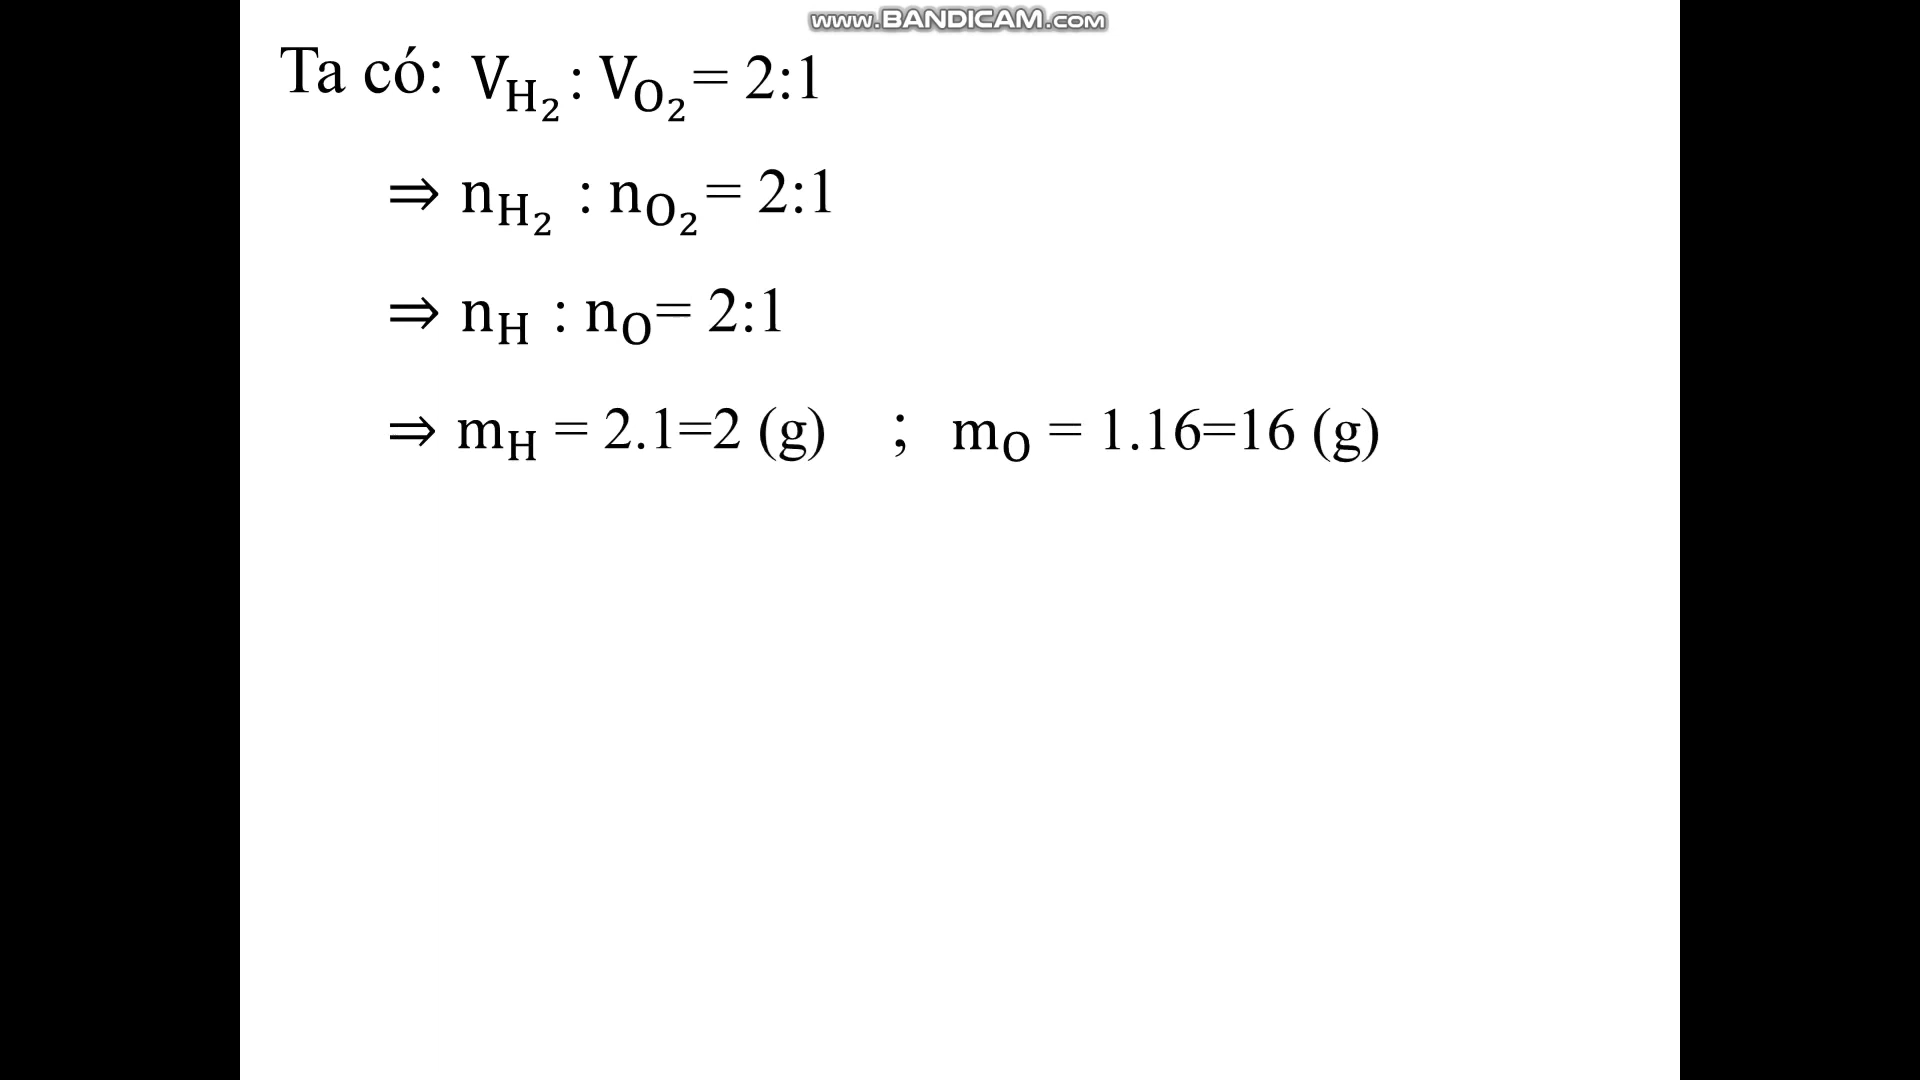 www.BANDICAM.com
Ta có: V_H₂ : V_O₂ = 2:1
⇒ n_H₂ : n_O₂ = 2:1
⇒ n_H : n_O = 2:1
⇒ m_H = 2.1=2 (g) ; m_O = 1.16=16 (g)